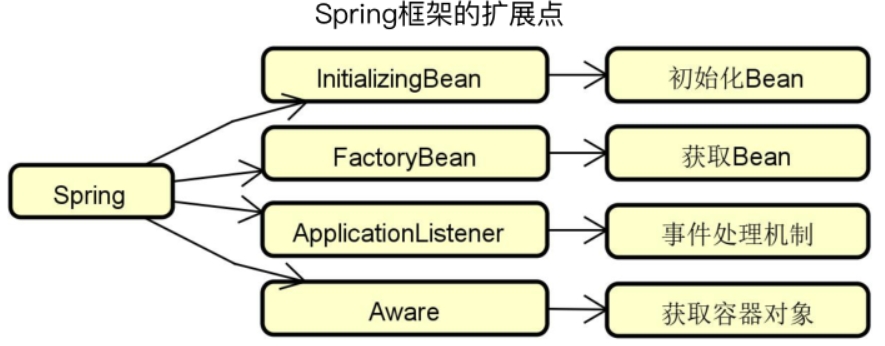 Spring框架的扩展点
InitializingBean
初始化Bean
FactoryBean
获取Bean
Spring
ApplicationListener
事件处理机制
Aware
获取容器对象